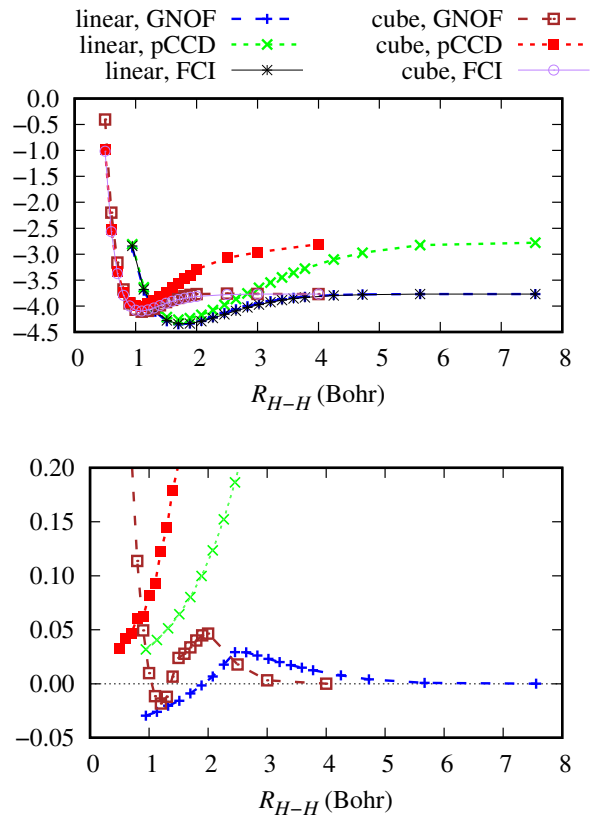 linear, GNOF cube, GNOF
linear, pCCD cube, pCCD
linear, FCI cube, FCI
0.0
−0.5
−1.0
−1.5
−2.0
−2.5
−3.0
−3.5
−4.0
−4.5
0 1 2 3 4 5 6 7 8
R_{H−H} (Bohr)
0.20
0.15
0.10
0.05
0.00
−0.05
0 1 2 3 4 5 6 7 8
R_{H−H} (Bohr)